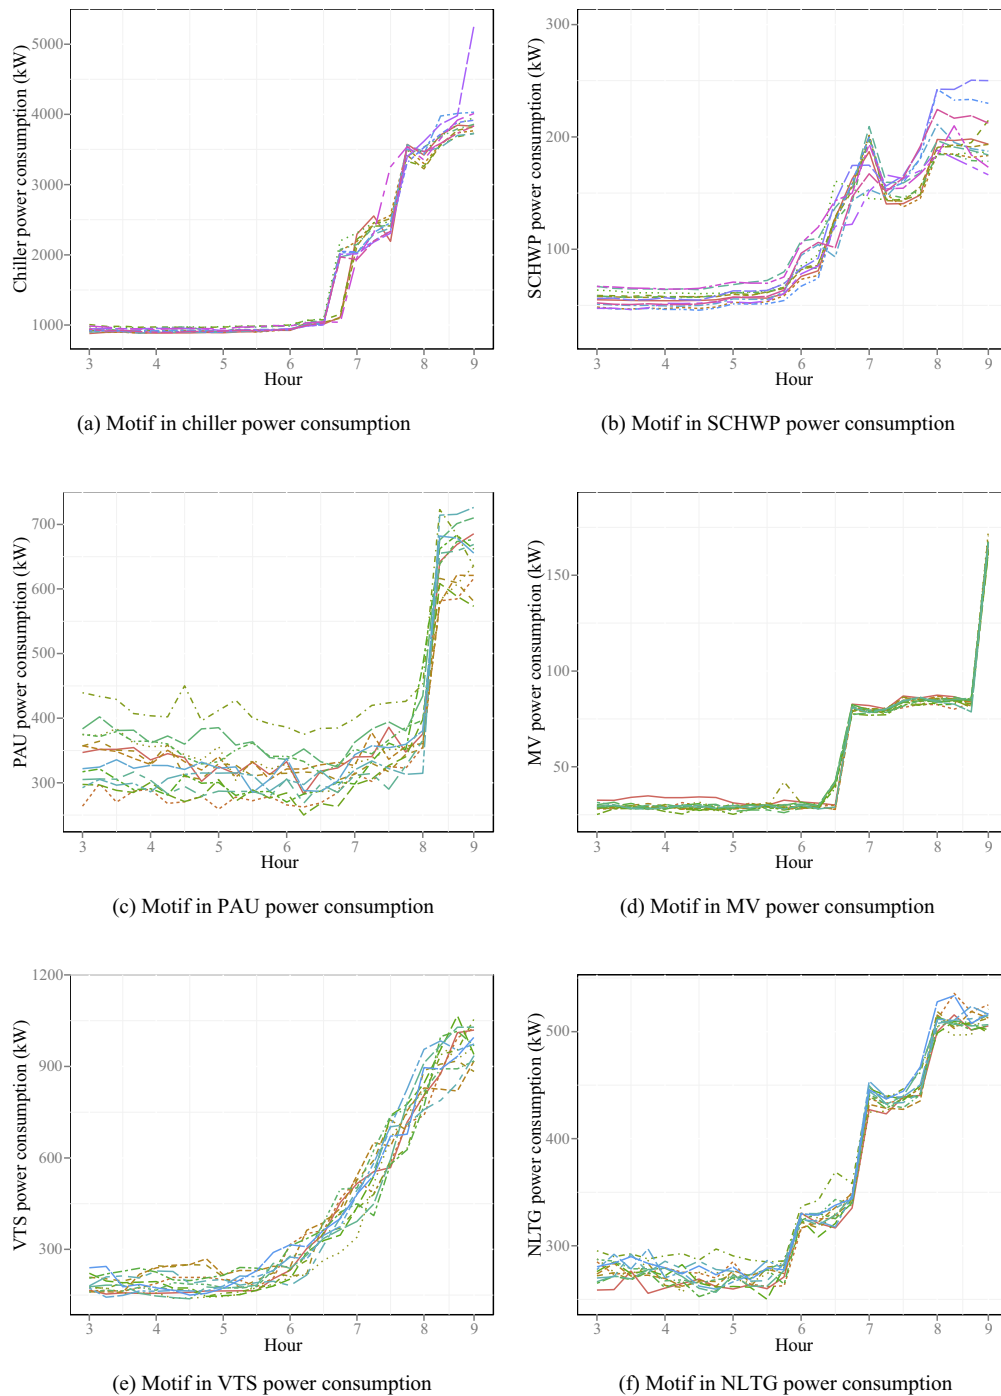 5000
4000
3000
2000
1000
Chiller power consumption (kW)
3 4 5 6 7 8 9
Hour
(a) Motif in chiller power consumption
300
250
200
150
100
SCHWP power consumption (kW)
3 4 5 6 7 8 9
Hour
(b) Motif in SCHWP power consumption
700
600
500
400
300
PAU power consumption (kW)
3 4 5 6 7 8 9
Hour
(c) Motif in PAU power consumption
150
100
50
MV power consumption (kW)
3 4 5 6 7 8 9
Hour
(d) Motif in MV power consumption
1200
900
600
300
VTS power consumption (kW)
3 4 5 6 7 8 9
Hour
(e) Motif in VTS power consumption
500
400
300
NLTG power consumption (kW)
3 4 5 6 7 8 9
Hour
(f) Motif in NLTG power consumption